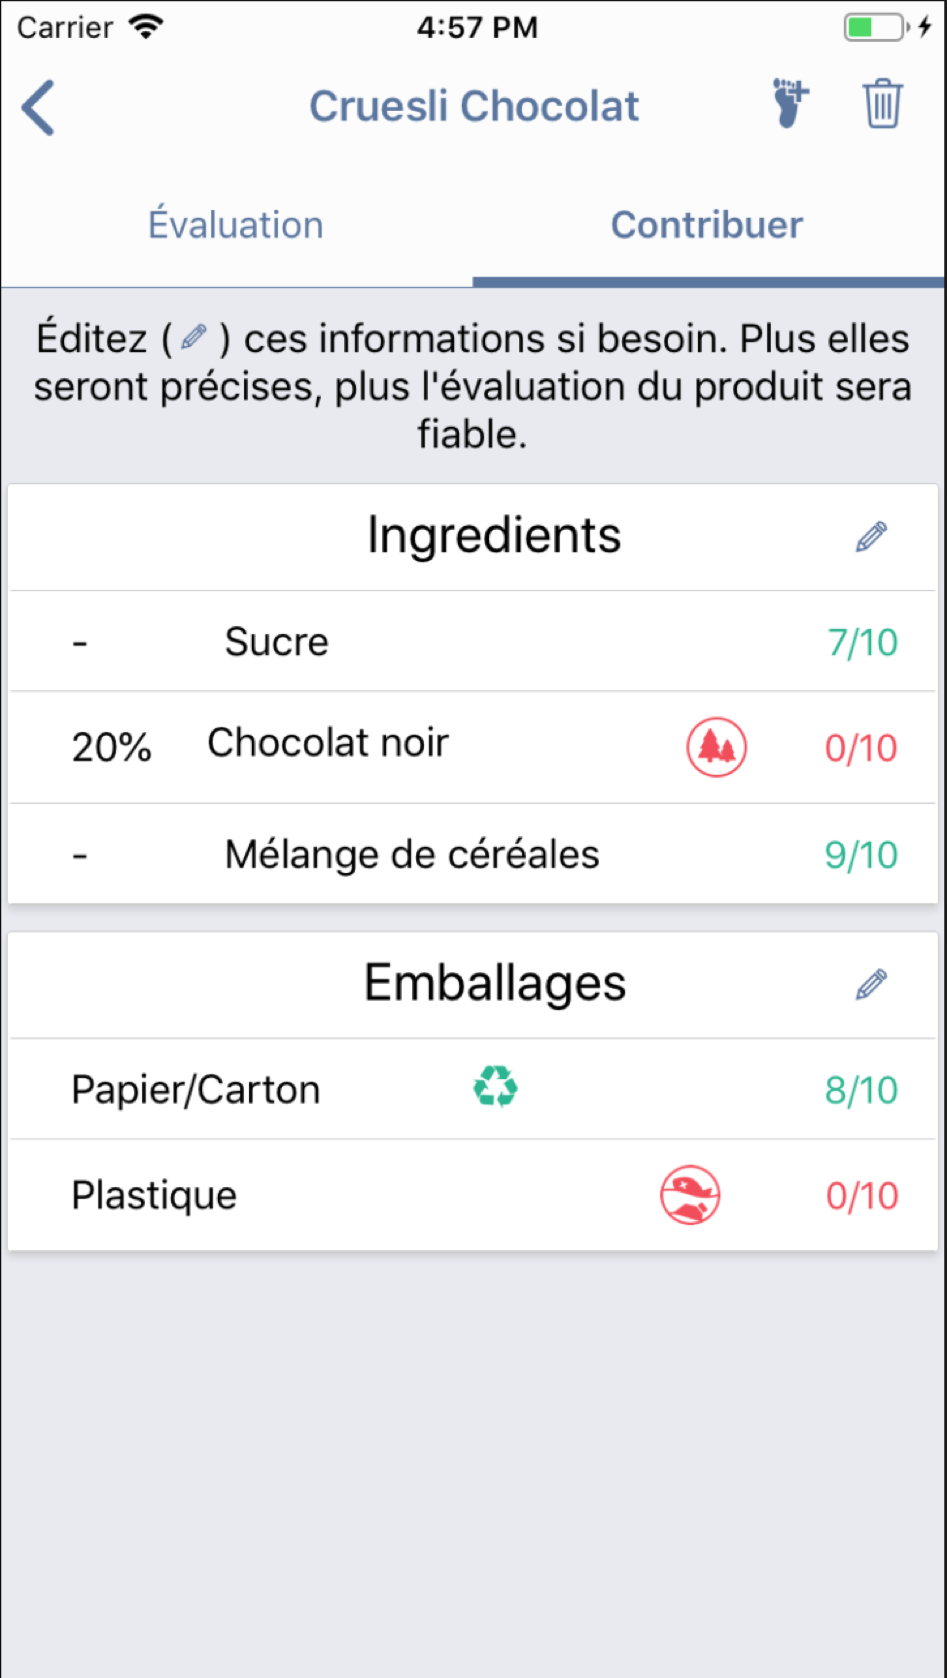 Carrier 4:57 PM
Cruesli Chocolat
Évaluation Contribuer
Éditez ( ) ces informations si besoin. Plus elles
seront précises, plus l'évaluation du produit sera
fiable.
Ingredients
- Sucre 7/10
20% Chocolat noir 0/10
- Mélange de céréales 9/10
Emballages
Papier/Carton 8/10
Plastique 0/10